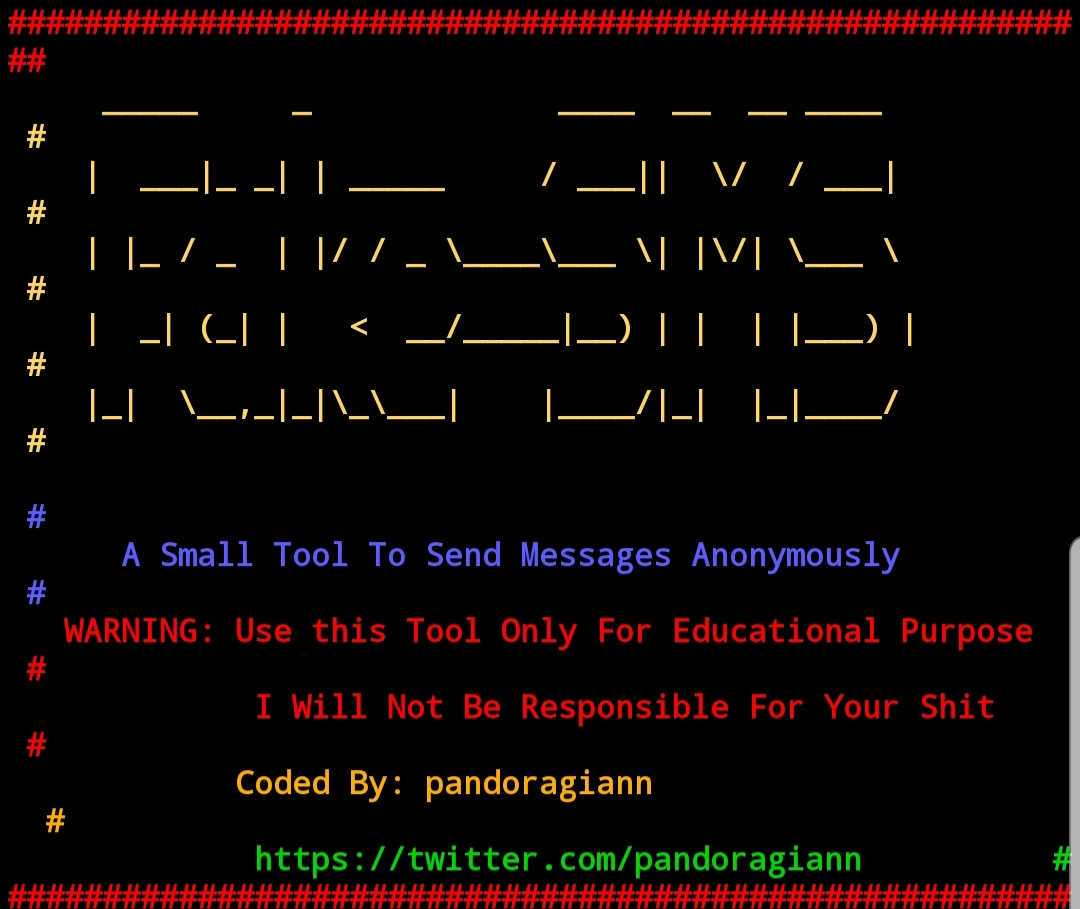 ########################################################
##
  _____     _             ____  __  __ ____
#
|  ___|_ _| | _____     / ___||  \/  / ___|
#
| |_ / _  | |/ / _ \____\___ \| |\/| \___ \
#
|  _| (_| |   <  __/_____|__) | |  | |___) |
#
|_|  \__,_|_|\_\___|    |____/|_|  |_|____/
#
#
A Small Tool To Send Messages Anonymously
#
WARNING: Use this Tool Only For Educational Purpose
#
I Will Not Be Responsible For Your Shit
#
Coded By: pandoragiann
#
https://twitter.com/pandoragiann #
########################################################